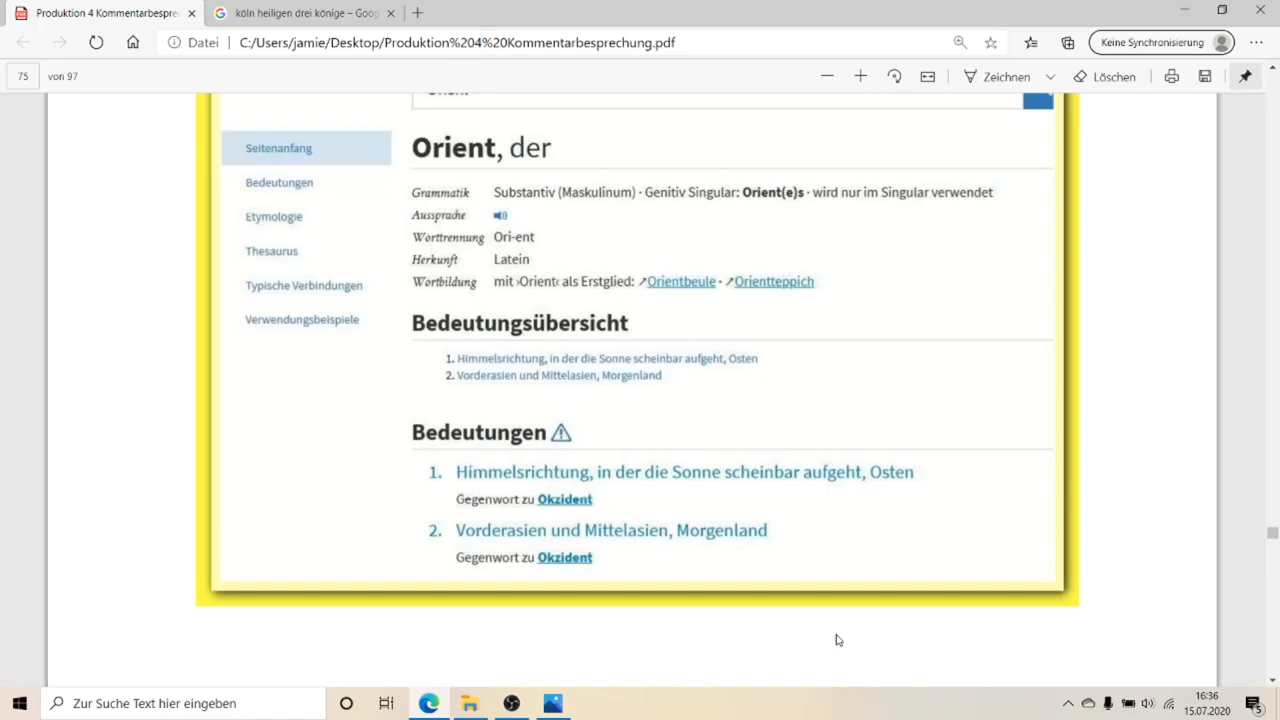 Produktion 4 Kommentarbespre
köln heiligen drei könige – Goog
Datei
C:/Users/jamie/Desktop/Produktion%204%20Kommentarbesprechung.pdf
Keine Synchronisierung
75 von 97
Zeichnen
Löschen
Seitenanfang
Bedeutungen
Etymologie
Thesaurus
Typische Verbindungen
Verwendungsbeispiele
Orient, der
Grammatik Substantiv (Maskulinum) · Genitiv Singular: Orient(e)s · wird nur im Singular verwendet
Aussprache
Worttrennung Ori-ent
Herkunft Latein
Wortbildung mit ›Orient‹ als Erstglied: ↗Orientbeule · ↗Orientteppich
Bedeutungsübersicht
1. Himmelsrichtung, in der die Sonne scheinbar aufgeht, Osten
2. Vorderasien und Mittelasien, Morgenland
Bedeutungen
1. Himmelsrichtung, in der die Sonne scheinbar aufgeht, Osten
Gegenwort zu Okzident
2. Vorderasien und Mittelasien, Morgenland
Gegenwort zu Okzident
Zur Suche Text hier eingeben
16:36
15.07.2020
5